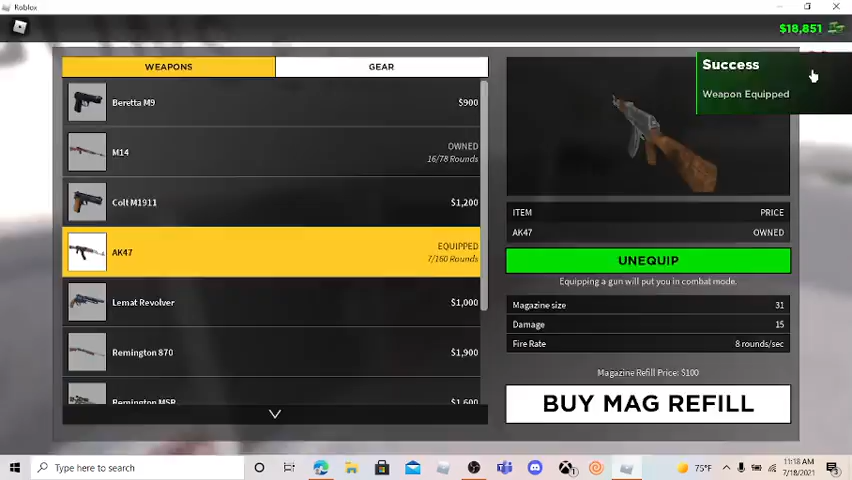 Roblox
$18,851
WEAPONS
GEAR
Beretta M9
$900
M14
OWNED
16/78 Rounds
Colt M1911
$1,200
AK47
EQUIPPED
7/160 Rounds
Lemat Revolver
$1,000
Remington 870
$1,900
Remington MSR
$1,600
Success
Weapon Equipped
ITEM
PRICE
AK47
OWNED
UNEQUIP
Equipping a gun will put you in combat mode.
Magazine size
31
Damage
15
Fire Rate
8 rounds/sec
Magazine Refill Price: $100
BUY MAG REFILL
Type here to search
75°F
11:18 AM
7/18/2021